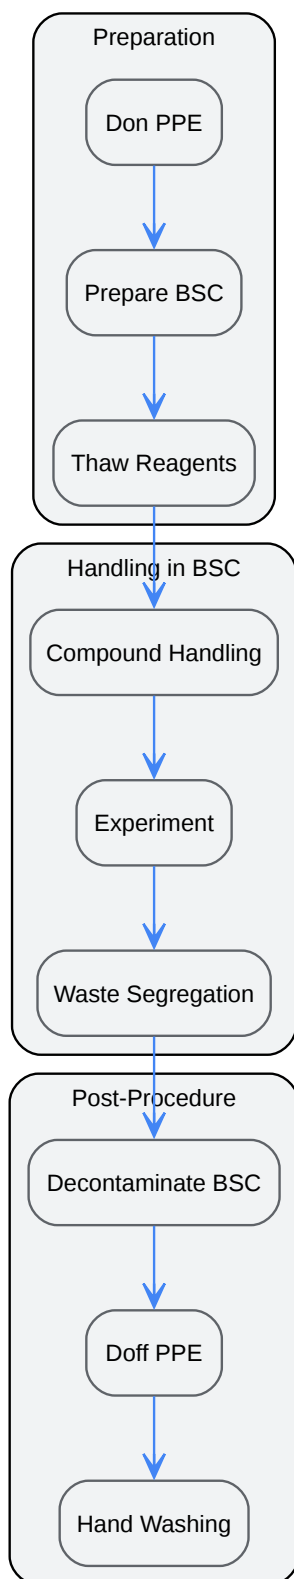 Preparation
Don PPE
Prepare BSC
Thaw Reagents
Handling in BSC
Compound Handling
Experiment
Waste Segregation
Post-Procedure
Decontaminate BSC
Doff PPE
Hand Washing